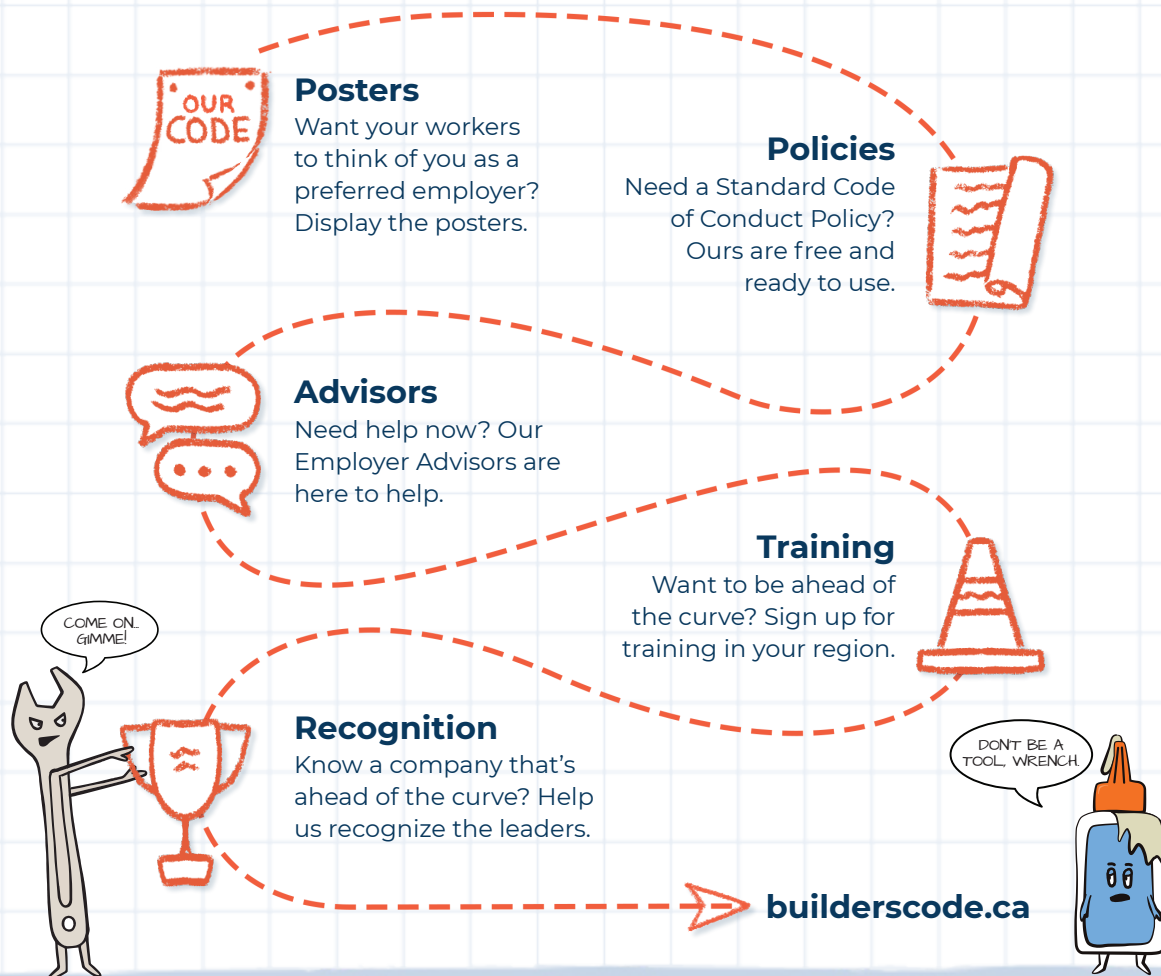 OUR
CODE
Posters
Want your workers
to think of you as a
preferred employer?
Display the posters.
Policies
Need a Standard Code
of Conduct Policy?
Ours are free and
ready to use.
Advisors
Need help now? Our
Employer Advisors are
here to help.
Training
Want to be ahead of
the curve? Sign up for
training in your region.
COME ON..
GIMME!
Recognition
Know a company that's
ahead of the curve? Help
us recognize the leaders.
DON'T BE A
TOOL, WRENCH.
builderscode.ca